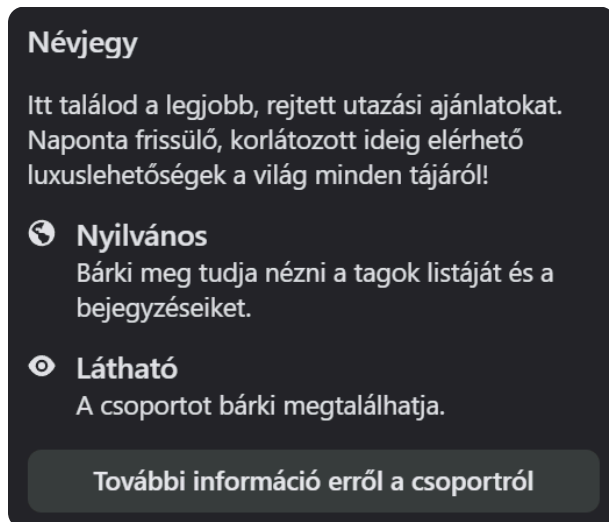 Névjegy
Itt találod a legjobb, rejtett utazási ajánlatokat.
Naponta frissülő, korlátozott ideig elérhető
luxuslehetőségek a világ minden tájáról!
Nyilvános
Bárki meg tudja nézni a tagok listáját és a
bejegyzéseiket.
Látható
A csoportot bárki megtalálhatja.
További információ erről a csoportról